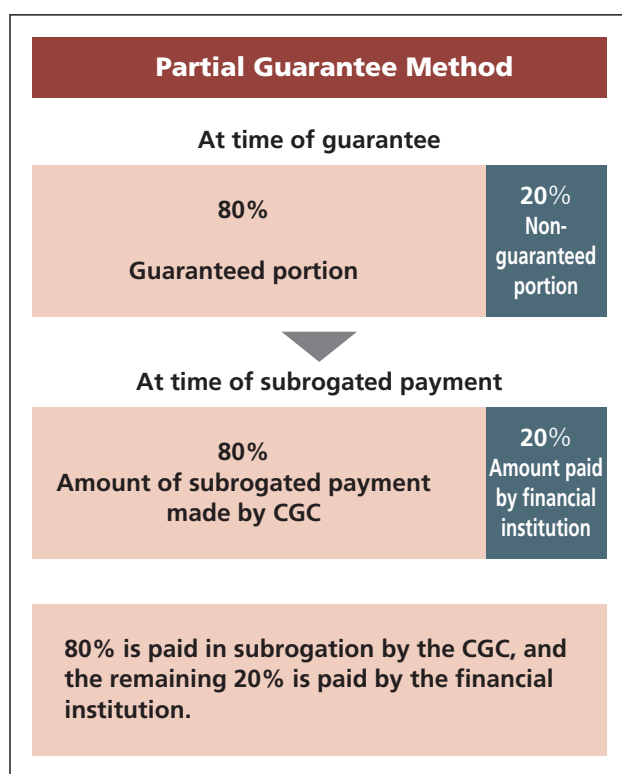 Partial Guarantee Method
At time of guarantee
80%
Guaranteed portion
20%
Non-
guaranteed
portion
At time of subrogated payment
80%
Amount of subrogated payment
made by CGC
20%
Amount paid
by financial
institution
80% is paid in subrogation by the CGC, and
the remaining 20% is paid by the financial
institution.